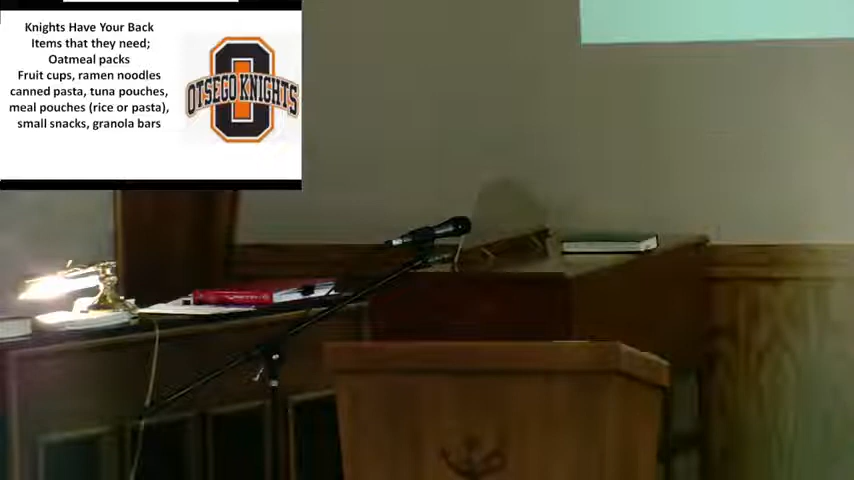 Knights Have Your Back
Items that they need;
Oatmeal packs
Fruit cups, ramen noodles
canned pasta, tuna pouches,
meal pouches (rice or pasta),
small snacks, granola bars
OTSEGO KNIGHTS